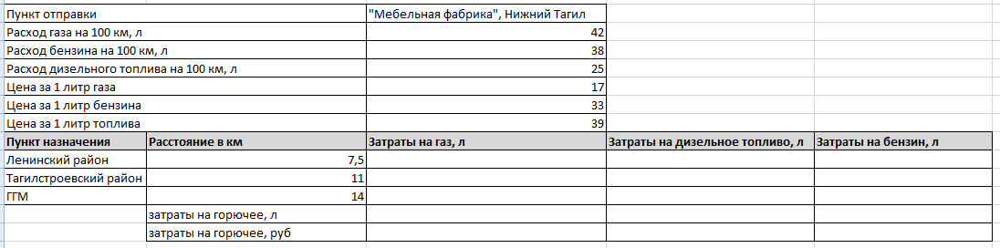 Пункт отправки "Мебельная фабрика", Нижний Тагил
Расход газа на 100 км, л 42
Расход бензина на 100 км, л 38
Расход дизельного топлива на 100 км, л 25
Цена за 1 литр газа 17
Цена за 1 литр бензина 33
Цена за 1 литр топлива 39
Пункт назначения Расстояние в км Затраты на газ, л Затраты на дизельное топливо, л Затраты на бензин, л
Ленинский район 7,5
Тагилстроевский район 11
ГГМ 14
затраты на горючее, л
затраты на горючее, руб